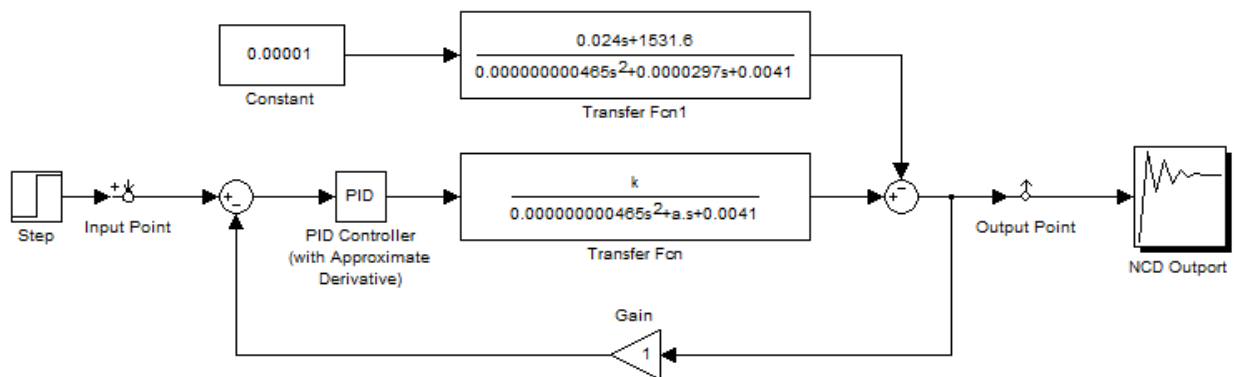 0.00001
Constant
0.024s+1531.6
0.000000000465s²+0.0000297s+0.0041
Transfer Fcn1
Step
+
Input Point
+
-
PID
PID Controller
(with Approximate
Derivative)
k
0.000000000465s²+a.s+0.0041
Transfer Fcn
-
+
Output Point
NCD Outport
Gain
1